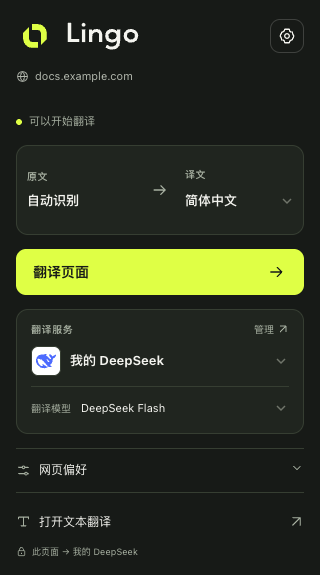 Lingo
docs.example.com
可以开始翻译
原文
自动识别
→
译文
简体中文
翻译页面 →
翻译服务
管理 ↗
我的 DeepSeek
翻译模型 DeepSeek Flash
网页偏好
打开文本翻译 ↗
此页面 → 我的 DeepSeek